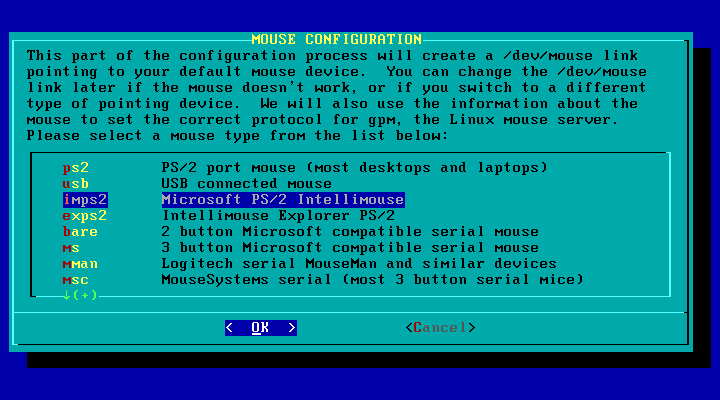 MOUSE CONFIGURATION
This part of the configuration process will create a /dev/mouse link
pointing to your default mouse device.  You can change the /dev/mouse
link later if the mouse doesn't work, or if you switch to a different
type of pointing device.  We will also use the information about the
mouse to set the correct protocol for gpm, the Linux mouse server.
Please select a mouse type from the list below:
ps2 PS/2 port mouse (most desktops and laptops)
usb USB connected mouse
imps2 Microsoft PS/2 Intellimouse
exps2 Intellimouse Explorer PS/2
bare 2 button Microsoft compatible serial mouse
ms 3 button Microsoft compatible serial mouse
mman Logitech serial MouseMan and similar devices
msc MouseSystems serial (most 3 button serial mice)
↓(+)
<  OK  > <Cancel>